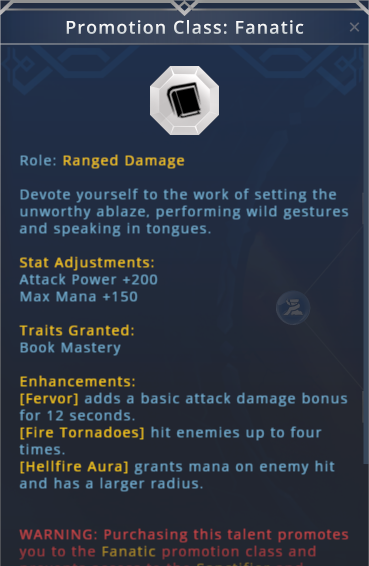 Promotion Class: Fanatic
Role: Ranged Damage
Devote yourself to the work of setting the
unworthy ablaze, performing wild gestures
and speaking in tongues.
Stat Adjustments:
Attack Power +200
Max Mana +150
Traits Granted:
Book Mastery
Enhancements:
[Fervor] adds a basic attack damage bonus
for 12 seconds.
[Fire Tornadoes] hit enemies up to four
times.
[Hellfire Aura] grants mana on enemy hit
and has a larger radius.
WARNING: Purchasing this talent promotes
you to the Fanatic promotion class and